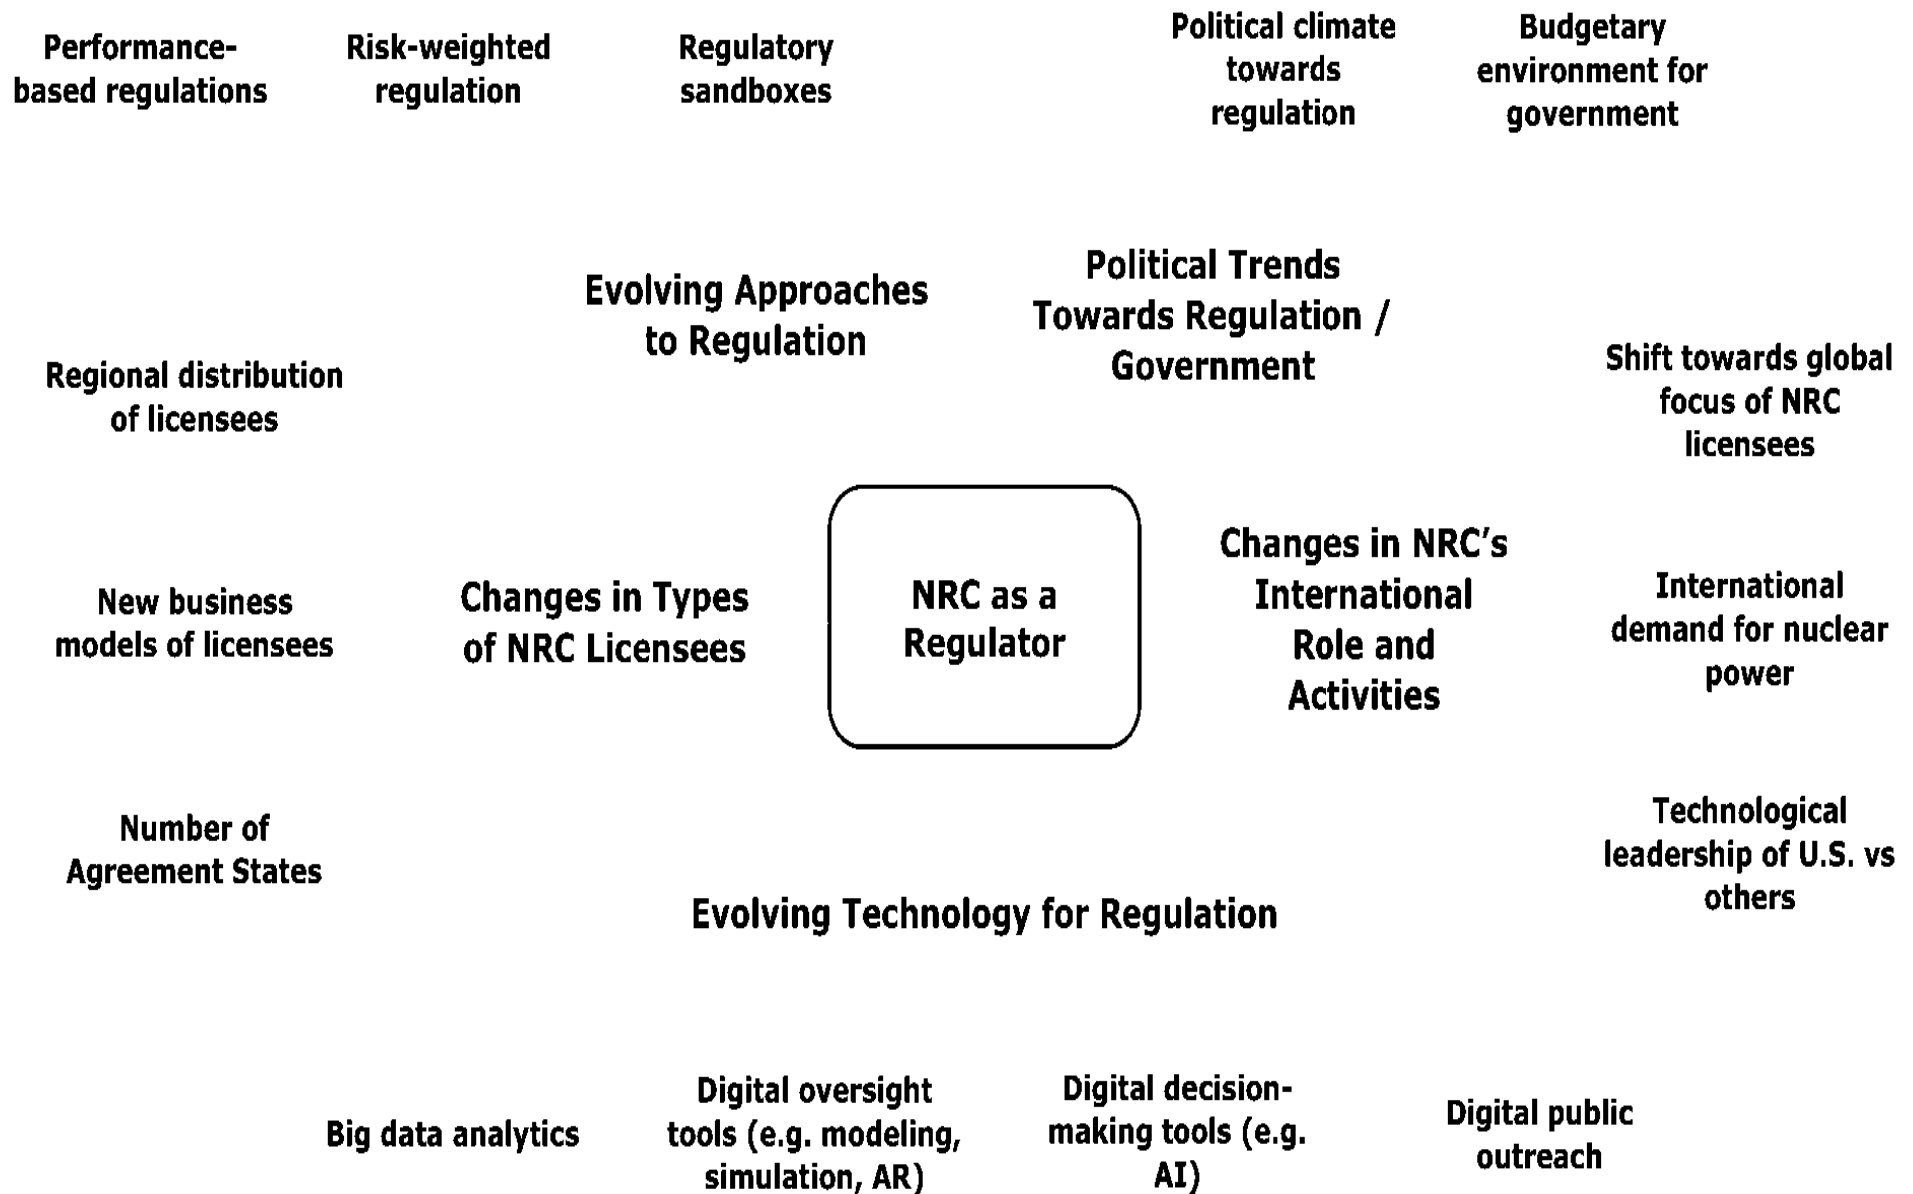 Performance-
based regulations
Risk-weighted
regulation
Regulatory
sandboxes
Political climate
towards
regulation
Budgetary
environment for
government
Evolving Approaches
to Regulation
Political Trends
Towards Regulation /
Government
Regional distribution
of licensees
Shift towards global
focus of NRC
licensees
New business
models of licensees
Changes in Types
of NRC Licensees
NRC as a
Regulator
Changes in NRC’s
International
Role and
Activities
International
demand for nuclear
power
Number of
Agreement States
Technological
leadership of U.S. vs
others
Evolving Technology for Regulation
Big data analytics
Digital oversight
tools (e.g. modeling,
simulation, AR)
Digital decision-
making tools (e.g.
AI)
Digital public
outreach